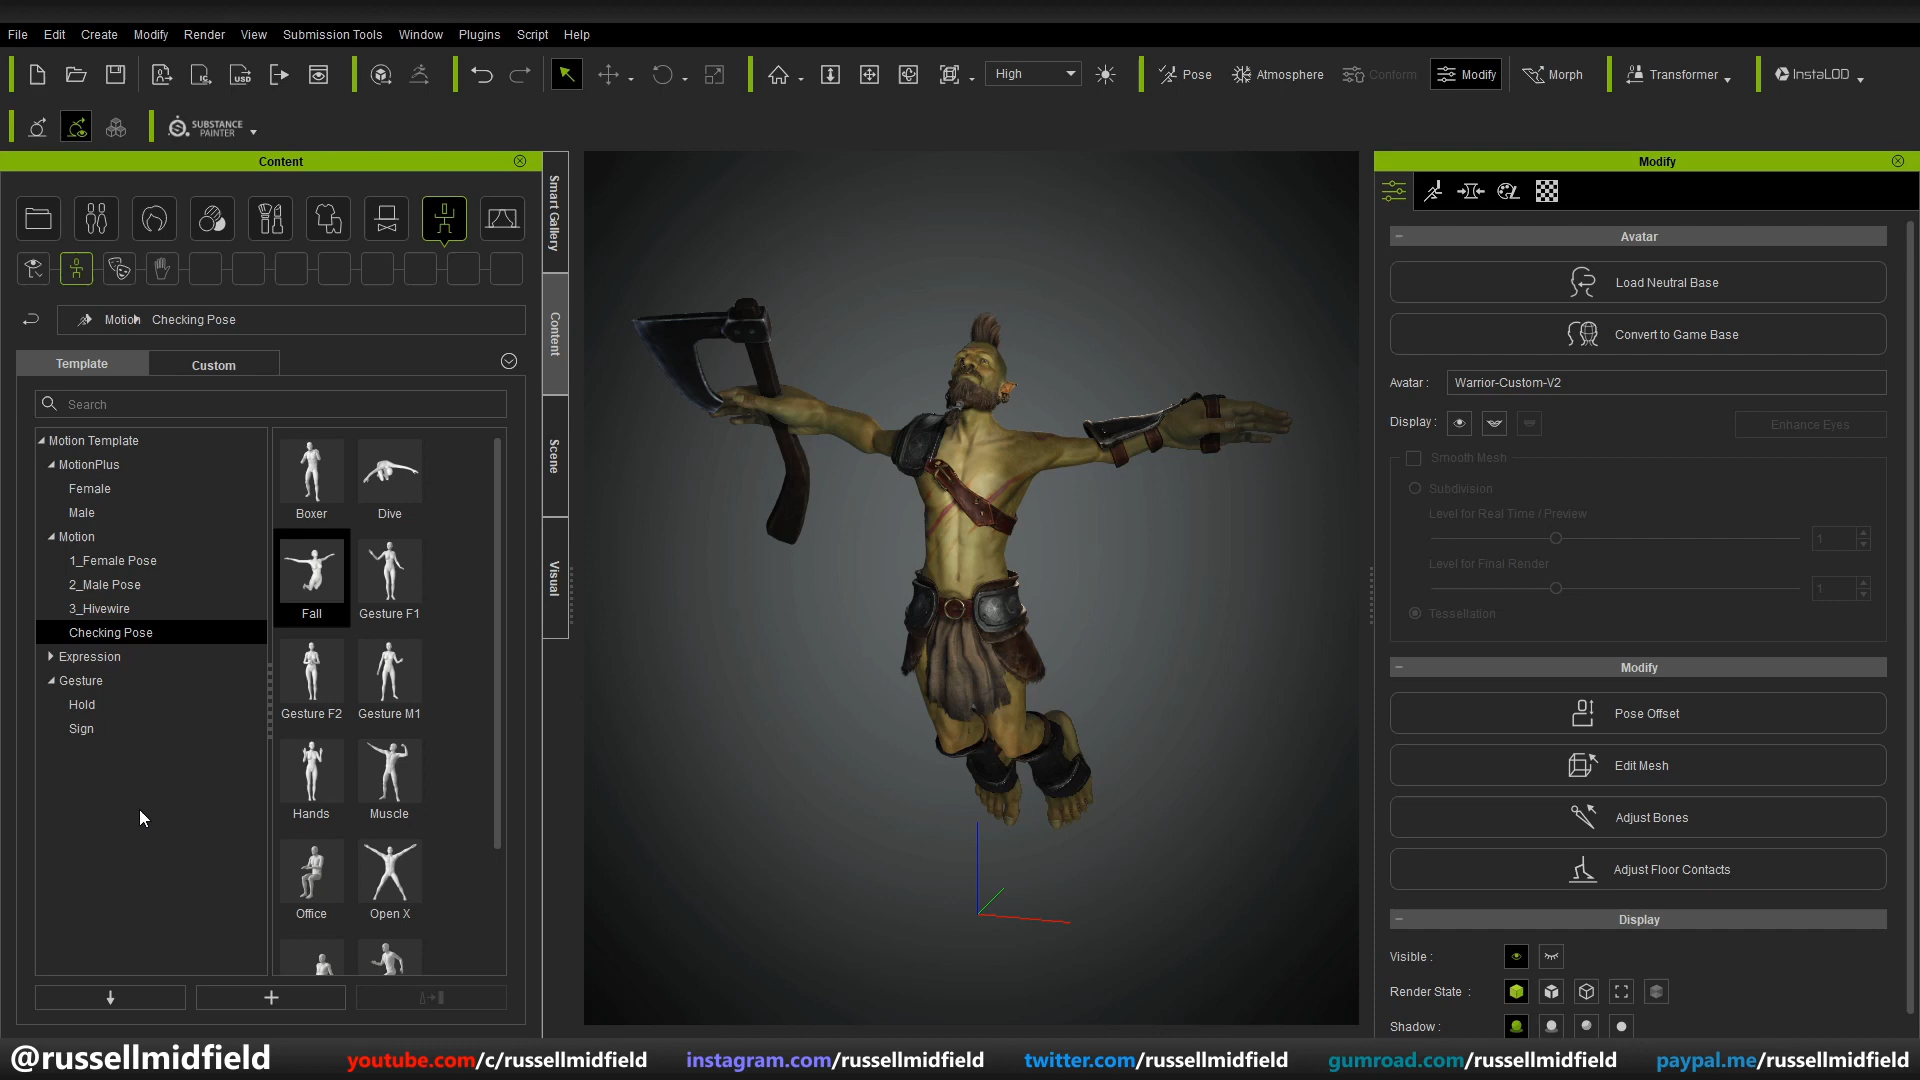 File Edit Create Modify Render View Submission Tools Window Plugins Script Help
High Pose Atmosphere Conform Modify Morph Transformer InstaLOD
SUBSTANCE
PAINTER
Content
Motion Checking Pose
Template Custom
Search
Motion Template
MotionPlus
Female
Male
Motion
1_Female Pose
2_Male Pose
3_Hivewire
Checking Pose
Expression
Gesture
Hold
Sign
Boxer Dive
Fall Gesture F1
Gesture F2 Gesture M1
Hands Muscle
Office Open X
Smart Gallery
Content
Scene
Visual
Modify
Avatar
Load Neutral Base
Convert to Game Base
Avatar : Warrior-Custom-V2
Display : Enhance Eyes
Smooth Mesh
Subdivision
Level for Real Time / Preview
1
Level for Final Render
1
Tessellation
Modify
Pose Offset
Edit Mesh
Adjust Bones
Adjust Floor Contacts
Display
Visible :
Render State :
Shadow :
@russellmidfield youtube.com/c/russellmidfield instagram.com/russellmidfield twitter.com/russellmidfield gumroad.com/russellmidfield paypal.me/russellmidfield